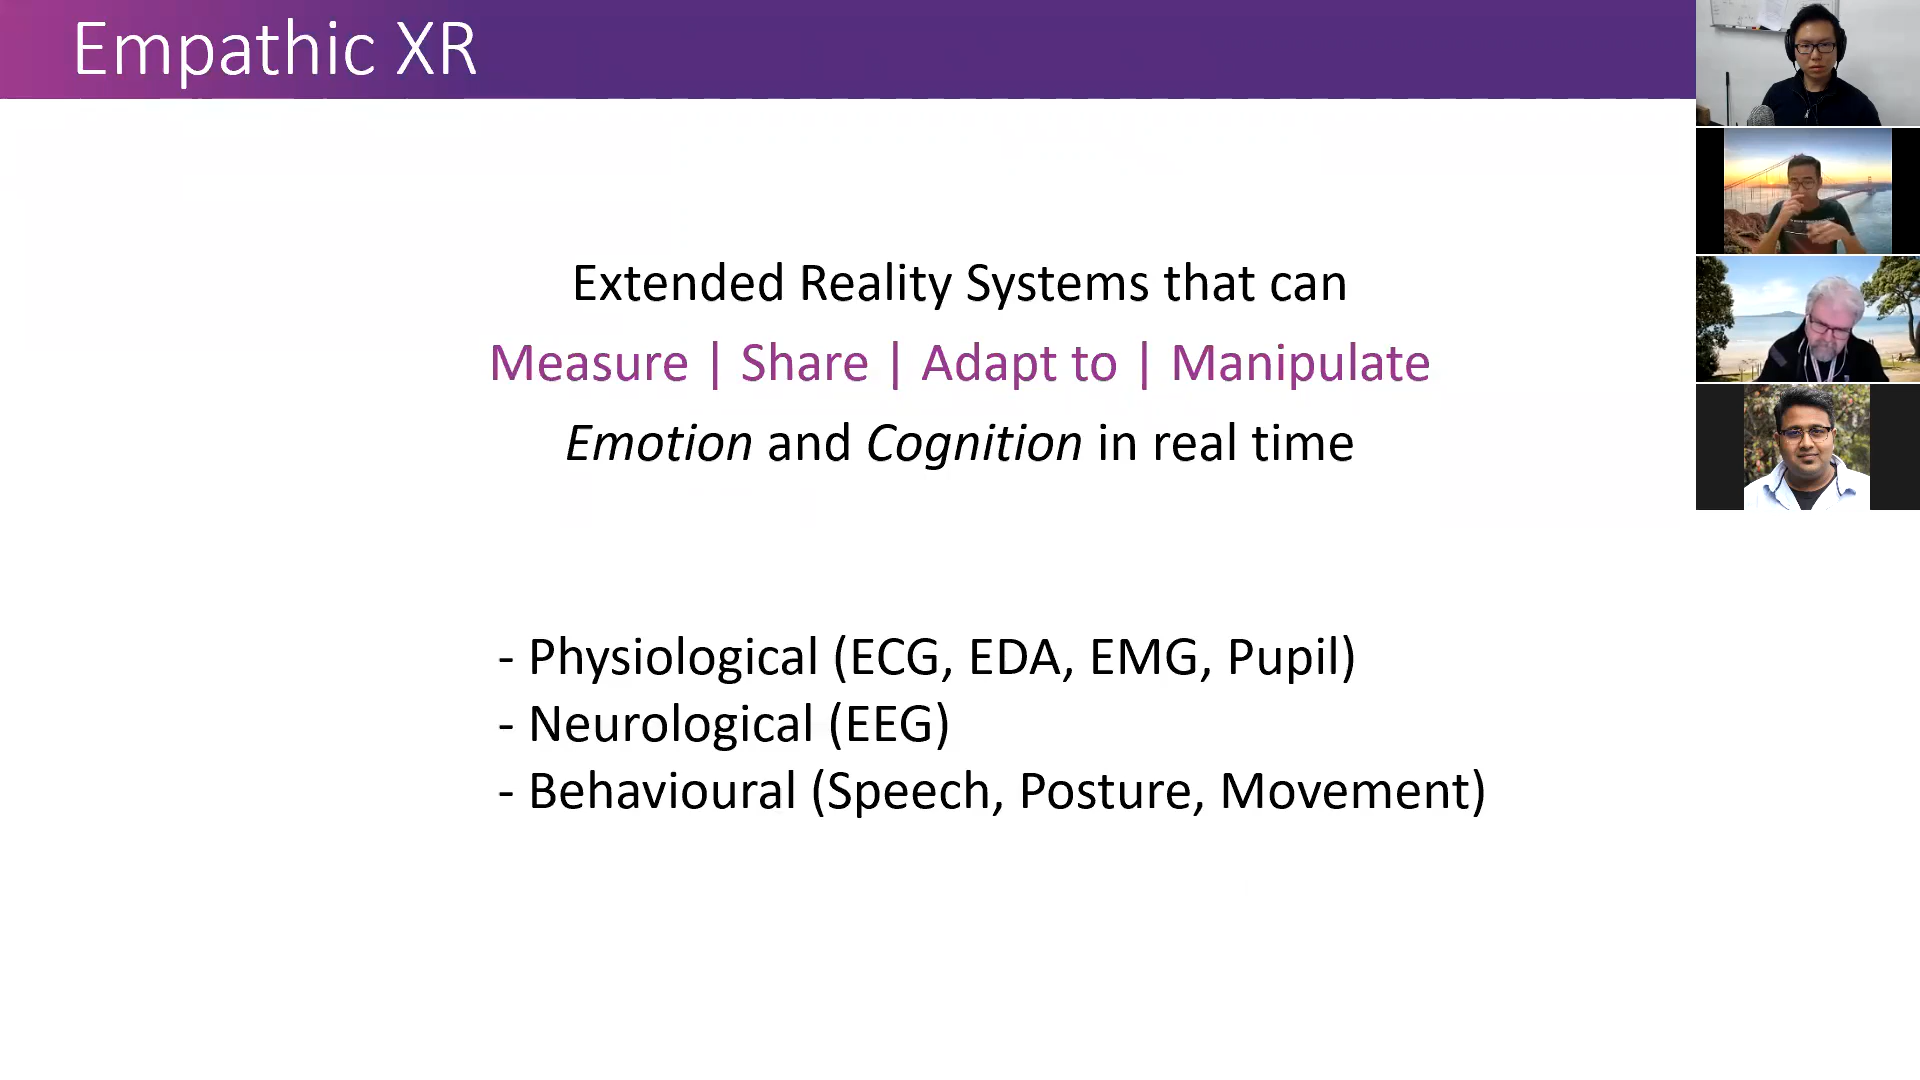 Empathic XR
Extended Reality Systems that can
Measure | Share | Adapt to | Manipulate
Emotion and Cognition in real time
- Physiological (ECG, EDA, EMG, Pupil)
- Neurological (EEG)
- Behavioural (Speech, Posture, Movement)